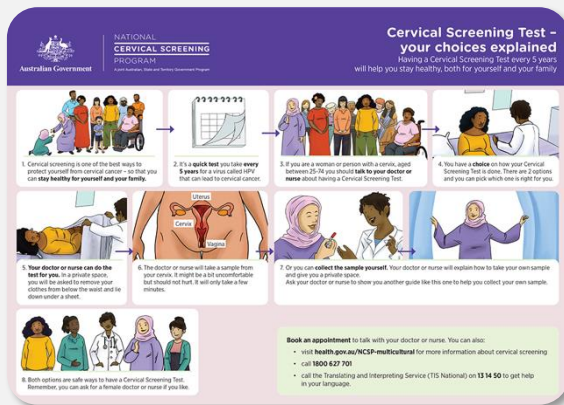 Australian Government
NATIONAL
CERVICAL SCREENING
PROGRAM
A joint Australian, State and Territory Government Program
Cervical Screening Test –
your choices explained
Having a Cervical Screening Test every 5 years
will help you stay healthy, both for yourself and your family
1. Cervical screening is one of the best ways to
protect yourself from cervical cancer – so that you
can stay healthy for yourself and your family.
2. It's a quick test you take every
5 years for a virus called HPV
that can lead to cervical cancer.
3. If you are a woman or person with a cervix, aged
between 25-74 you should talk to your doctor or
nurse about having a Cervical Screening Test.
4. You have a choice on how your Cervical
Screening Test is done. There are 2 options
and you can pick which one is right for you.
5. Your doctor or nurse can do the
test for you. In a private space,
you will be asked to remove your
clothes from below the waist and lie
down under a sheet.
Uterus
Cervix
Vagina
6. The doctor or nurse will take a sample from
your cervix. It might be a bit uncomfortable
but should not hurt. It will only take a few
minutes.
7. Or you can collect the sample yourself. Your doctor or nurse will explain how to take your own sample
and give you a private space.
Ask your doctor or nurse to show you another guide like this one to help you collect your own sample.
8. Both options are safe ways to have a Cervical Screening Test.
Remember, you can ask for a female doctor or nurse if you like.
Book an appointment to talk with your doctor or nurse. You can also:
• visit health.gov.au/NCSP-multicultural for more information about cervical screening
• call 1800 627 701
• call the Translating and Interpreting Service (TIS National) on 13 14 50 to get help
in your language.